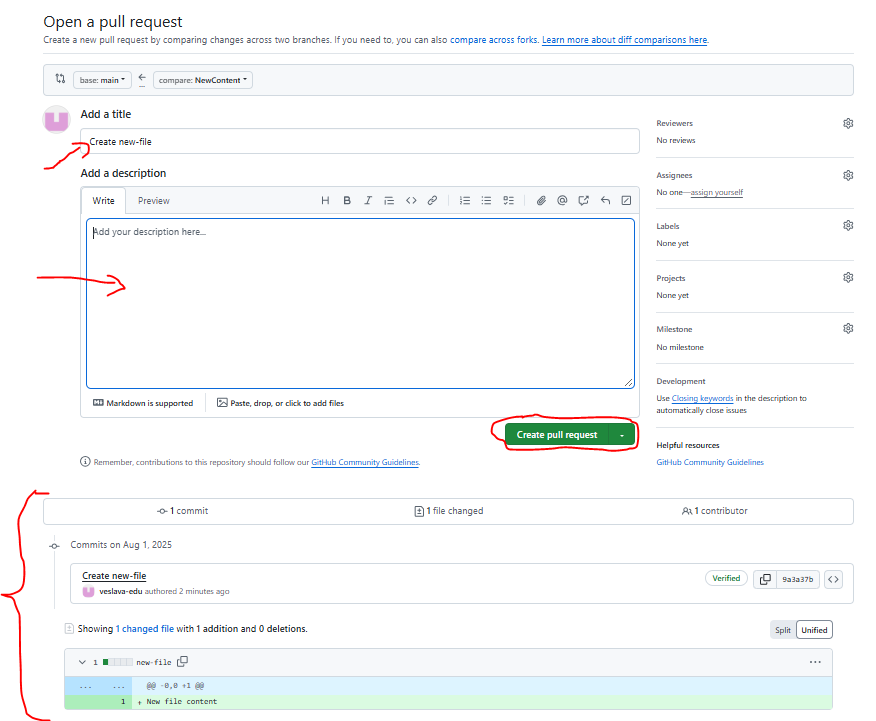 Open a pull request
Create a new pull request by comparing changes across two branches. If you need to, you can also compare across forks. Learn more about diff comparisons here.
base: main
compare: NewContent
Add a title
Create new-file
Add a description
Write Preview
Add your description here...
Markdown is supported
Paste, drop, or click to add files
Create pull request
Remember, contributions to this repository should follow our GitHub Community Guidelines.
Reviewers
No reviews
Assignees
No one—assign yourself
Labels
None yet
Projects
None yet
Milestone
No milestone
Development
Use Closing keywords in the description to
automatically close issues
Helpful resources
GitHub Community Guidelines
1 commit 1 file changed 1 contributor
Commits on Aug 1, 2025
Create new-file
veslava-edu authored 2 minutes ago
Verified 9a3a37b
Showing 1 changed file with 1 addition and 0 deletions.
Split Unified
1 new-file
... ... @@ -0,0 +1 @@
1 + New file content